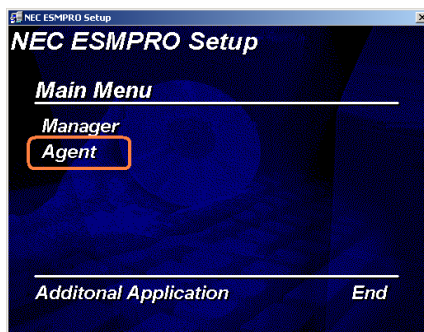 NEC ESMPRO Setup
NEC ESMPRO Setup
Main Menu
Manager
Agent
Additonal Application End